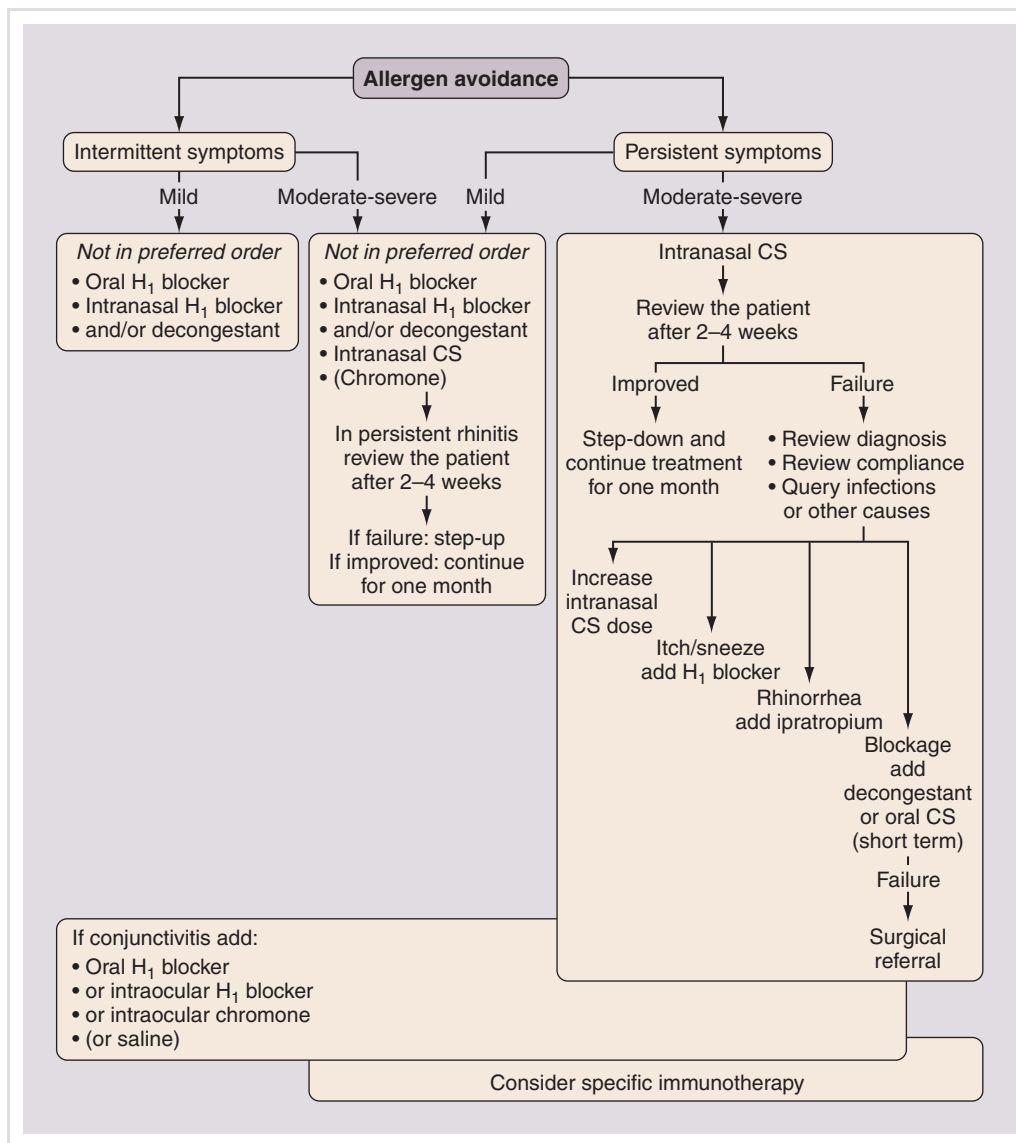 Allergen avoidance
Intermittent symptoms
Persistent symptoms
Mild
Moderate-severe
Mild
Moderate-severe
Not in preferred order
• Oral H₁ blocker
• Intranasal H₁ blocker
• and/or decongestant
Not in preferred order
• Oral H₁ blocker
• Intranasal H₁ blocker
• and/or decongestant
• Intranasal CS
• (Chromone)
In persistent rhinitis
review the patient
after 2–4 weeks
If failure: step-up
If improved: continue
for one month
Intranasal CS
Review the patient
after 2–4 weeks
Improved
Failure
Step-down and
continue treatment
for one month
• Review diagnosis
• Review compliance
• Query infections
or other causes
Increase
intranasal
CS dose
Itch/sneeze
add H₁ blocker
Rhinorrhea
add ipratropium
Blockage
add
decongestant
or oral CS
(short term)
Failure
Surgical
referral
If conjunctivitis add:
• Oral H₁ blocker
• or intraocular H₁ blocker
• or intraocular chromone
• (or saline)
Consider specific immunotherapy